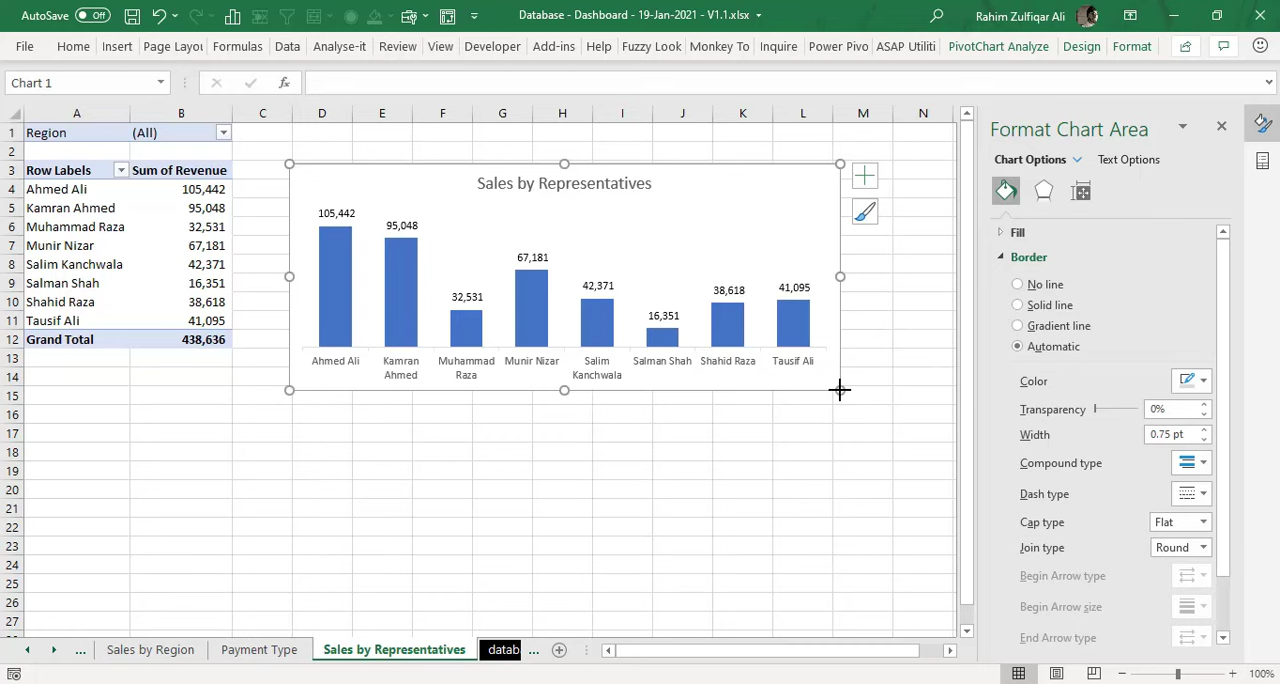 AutoSave Off Database - Dashboard - 19-Jan-2021 - V1.1.xlsx Rahim Zulfiqar Ali
File Home Insert Page Layou Formulas Data Analyse-it Review View Developer Add-ins Help Fuzzy Look Monkey To Inquire Power Pivo ASAP Utiliti PivotChart Analyze Design Format
Chart 1 fx
A B C D E F G H I J K L M N
1 Region (All)
2
3 Row Labels Sum of Revenue
4 Ahmed Ali 105,442
5 Kamran Ahmed 95,048
6 Muhammad Raza 32,531
7 Munir Nizar 67,181
8 Salim Kanchwala 42,371
9 Salman Shah 16,351
10 Shahid Raza 38,618
11 Tausif Ali 41,095
12 Grand Total 438,636
13
14
15
16
17
18
19
20
21
22
23
24
25
26
27
Sales by Representatives
105,442
95,048
32,531
67,181
42,371
16,351
38,618
41,095
Ahmed Ali
Kamran
Ahmed
Muhammad
Raza
Munir Nizar
Salim
Kanchwala
Salman Shah
Shahid Raza
Tausif Ali
Format Chart Area
Chart Options Text Options
Fill
Border
No line
Solid line
Gradient line
Automatic
Color
Transparency 0%
Width 0.75 pt
Compound type
Dash type
Cap type Flat
Join type Round
Begin Arrow type
Begin Arrow size
End Arrow type
... Sales by Region Payment Type Sales by Representatives datab ...
100%